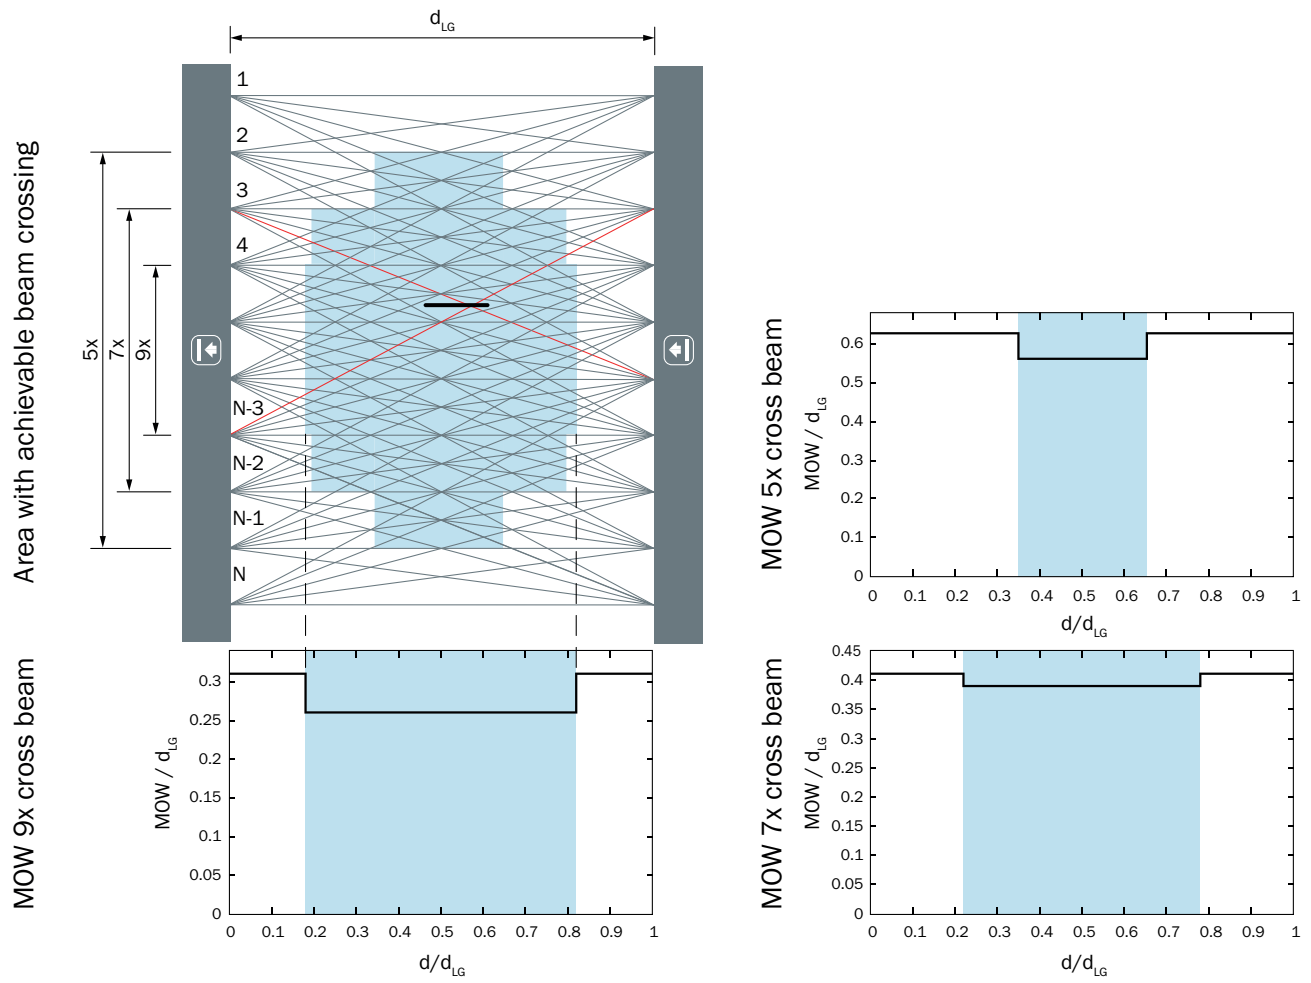 d_LG
Area with achievable beam crossing
5x
7x
9x
1
2
3
4
N-3
N-2
N-1
N
MOW 5x cross beam
MOW / d_LG
0.6
0.5
0.4
0.3
0.2
0.1
0
0 0.1 0.2 0.3 0.4 0.5 0.6 0.7 0.8 0.9 1
d/d_LG
MOW 9x cross beam
MOW / d_LG
0.3
0.25
0.2
0.15
0.1
0.05
0
0 0.1 0.2 0.3 0.4 0.5 0.6 0.7 0.8 0.9 1
d/d_LG
MOW 7x cross beam
MOW / d_LG
0.45
0.4
0.35
0.3
0.25
0.2
0.15
0.1
0.05
0
0 0.1 0.2 0.3 0.4 0.5 0.6 0.7 0.8 0.9 1
d/d_LG